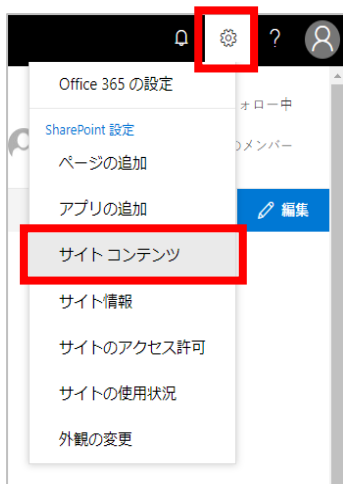 ?
Office 365 の設定
ォロー中
SharePoint 設定
のメンバー
ページの追加
アプリの追加
編集
サイト コンテンツ
サイト情報
サイトのアクセス許可
サイトの使用状況
外観の変更